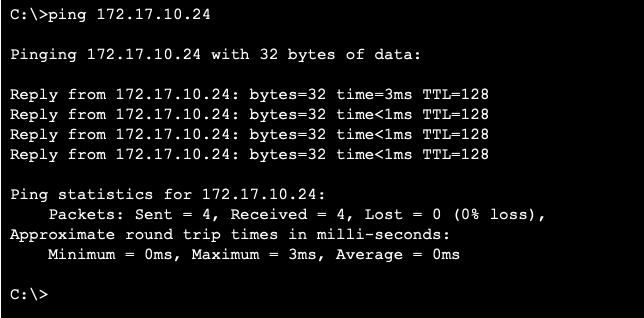 C:\>ping 172.17.10.24
Pinging 172.17.10.24 with 32 bytes of data:
Reply from 172.17.10.24: bytes=32 time=3ms TTL=128
Reply from 172.17.10.24: bytes=32 time<1ms TTL=128
Reply from 172.17.10.24: bytes=32 time<1ms TTL=128
Reply from 172.17.10.24: bytes=32 time<1ms TTL=128
Ping statistics for 172.17.10.24:
    Packets: Sent = 4, Received = 4, Lost = 0 (0% loss),
Approximate round trip times in milli-seconds:
    Minimum = 0ms, Maximum = 3ms, Average = 0ms
C:\>